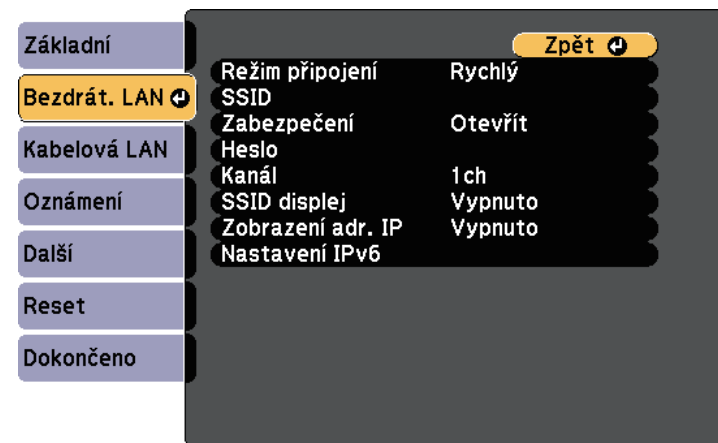 Základní
Bezdrát. LAN
Kabelová LAN
Oznámení
Další
Reset
Dokončeno
Zpět
Režim připojení Rychlý
SSID
Zabezpečení Otevřít
Heslo
Kanál 1ch
SSID displej Vypnuto
Zobrazení adr. IP Vypnuto
Nastavení IPv6